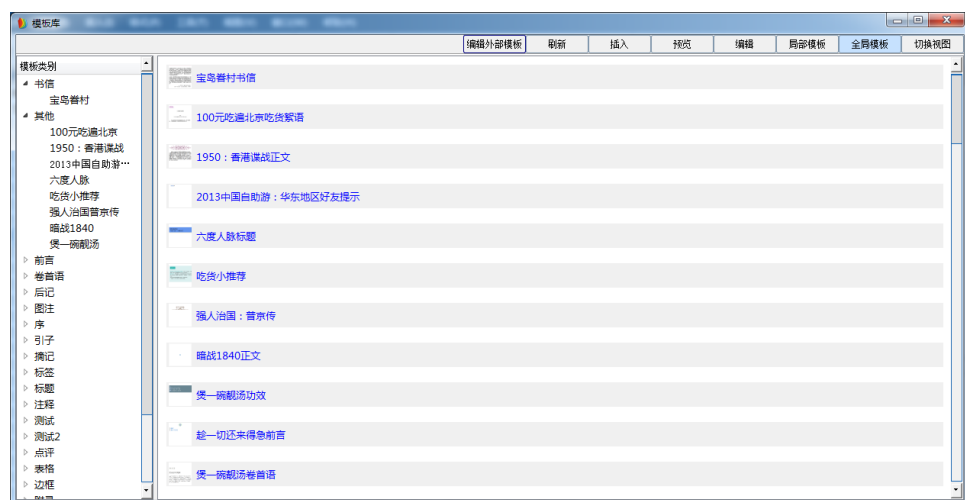 模板库
编辑外部模板 刷新 插入 预览 编辑 局部模板 全局模板 切换视图
模板类别
书信
宝岛眷村
其他
100元吃遍北京
1950：香港谍战
2013中国自助游…
六度人脉
吃货小推荐
强人治国普京传
暗战1840
煲一碗靓汤
前言
卷首语
后记
图注
序
引子
摘记
标签
标题
注释
测试
测试2
点评
表格
边框
宝岛眷村书信
100元吃遍北京吃货絮语
1950：香港谍战正文
2013中国自助游：华东地区好友提示
六度人脉标题
吃货小推荐
强人治国：普京传
暗战1840正文
煲一碗靓汤功效
趁一切还来得急前言
煲一碗靓汤卷首语